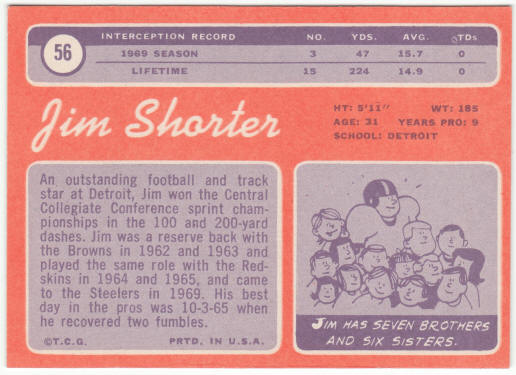 56
INTERCEPTION RECORD NO. YDS. AVG. TDs
1969 SEASON 3 47 15.7 0
LIFETIME 15 224 14.9 0
Jim Shorter
HT: 5'11" WT: 185
AGE: 31 YEARS PRO: 9
SCHOOL: DETROIT
An outstanding football and track
star at Detroit, Jim won the Central
Collegiate Conference sprint cham-
pionships in the 100 and 200-yard
dashes. Jim was a reserve back with
the Browns in 1962 and 1963 and
played the same role with the Red-
skins in 1964 and 1965, and came
to the Steelers in 1969. His best
day in the pros was 10-3-65 when
he recovered two fumbles.
©T.C.G. PRTD. IN U.S.A.
JIM HAS SEVEN BROTHERS
AND SIX SISTERS.